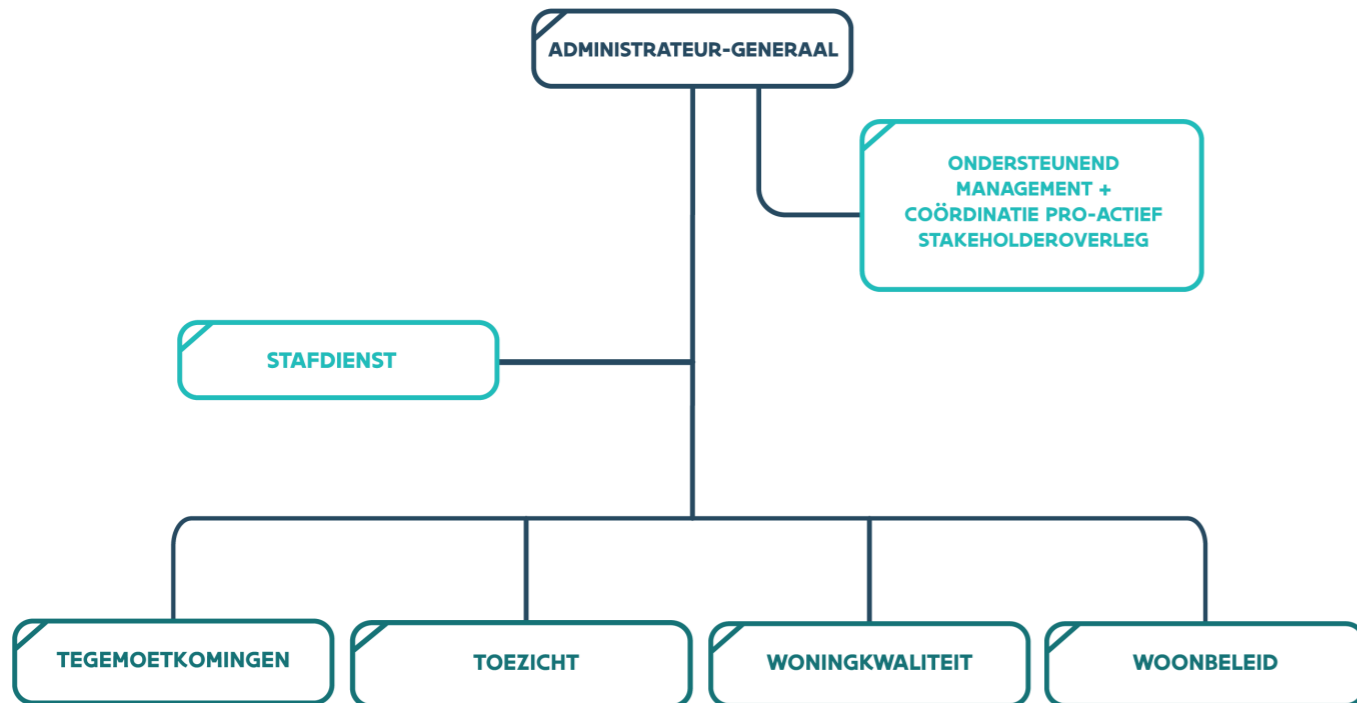 ADMINISTRATEUR-GENERAAL
ONDERSTEUNEND
MANAGEMENT +
COÖRDINATIE PRO-ACTIEF
STAKEHOLDEROVERLEG
STAFDIENST
TEGEMOETKOMINGEN
TOEZICHT
WONINGKWALITEIT
WOONBELEID